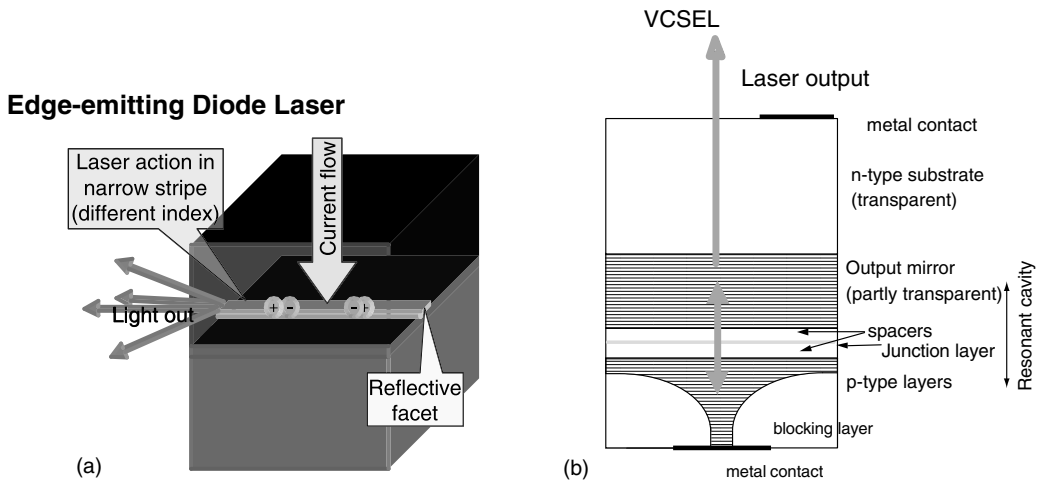 Edge-emitting Diode Laser
Laser action in
narrow stripe
(different index)
Current flow
+ -
- +
Light out
Reflective
facet
(a)
VCSEL
Laser output
metal contact
n-type substrate
(transparent)
Output mirror
(partly transparent)
spacers
Junction layer
p-type layers
Resonant cavity
blocking layer
metal contact
(b)